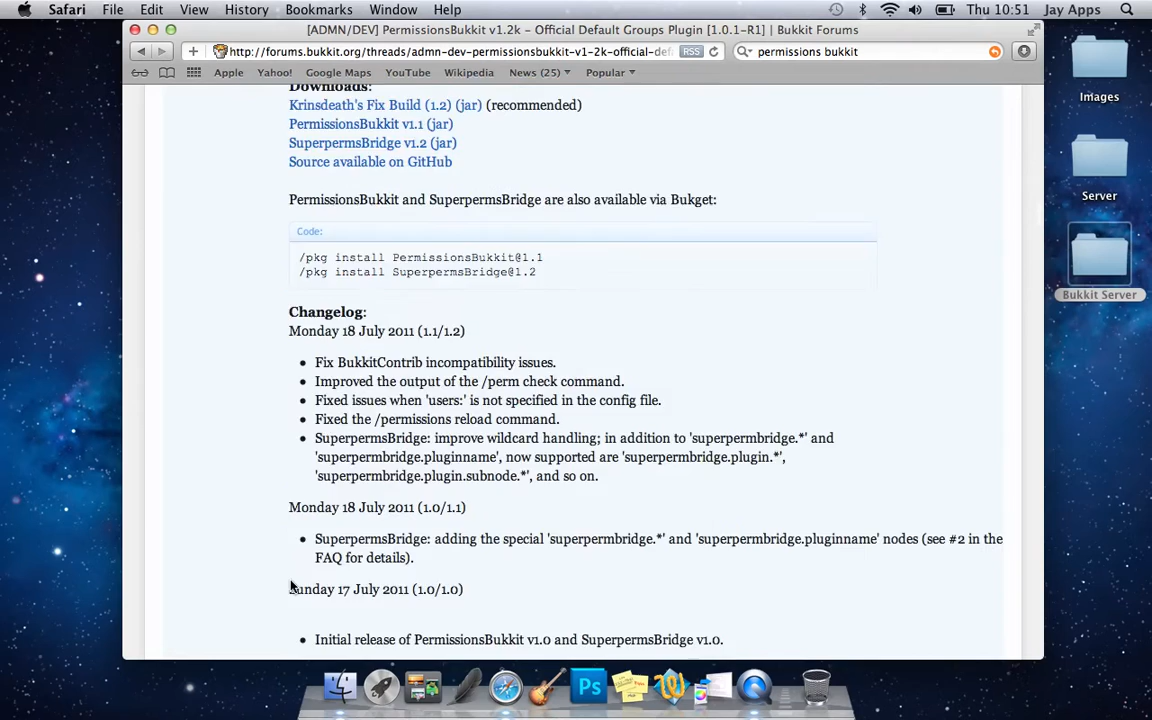 Safari File Edit View History Bookmarks Window Help Thu 10:51 Jay Apps
[ADMN/DEV] PermissionsBukkit v1.2k - Official Default Groups Plugin [1.0.1-R1] | Bukkit Forums
http://forums.bukkit.org/threads/admn-dev-permissionsbukkit-v1-2k-official-def RSS permissions bukkit
Apple Yahoo! Google Maps YouTube Wikipedia News (25) Popular
Downloads:
Krinsdeath's Fix Build (1.2) (jar) (recommended)
PermissionsBukkit v1.1 (jar)
SuperpermsBridge v1.2 (jar)
Source available on GitHub
PermissionsBukkit and SuperpermsBridge are also available via Bukget:
Code:
/pkg install PermissionsBukkit@1.1
/pkg install SuperpermsBridge@1.2
Changelog:
Monday 18 July 2011 (1.1/1.2)
• Fix BukkitContrib incompatibility issues.
• Improved the output of the /perm check command.
• Fixed issues when 'users:' is not specified in the config file.
• Fixed the /permissions reload command.
• SuperpermsBridge: improve wildcard handling; in addition to 'superpermbridge.*' and
'superpermbridge.pluginname', now supported are 'superpermbridge.plugin.*',
'superpermbridge.plugin.subnode.*', and so on.
Monday 18 July 2011 (1.0/1.1)
• SuperpermsBridge: adding the special 'superpermbridge.*' and 'superpermbridge.pluginname' nodes (see #2 in the
FAQ for details).
Sunday 17 July 2011 (1.0/1.0)
• Initial release of PermissionsBukkit v1.0 and SuperpermsBridge v1.0.
Images
Server
Bukkit Server
Ps